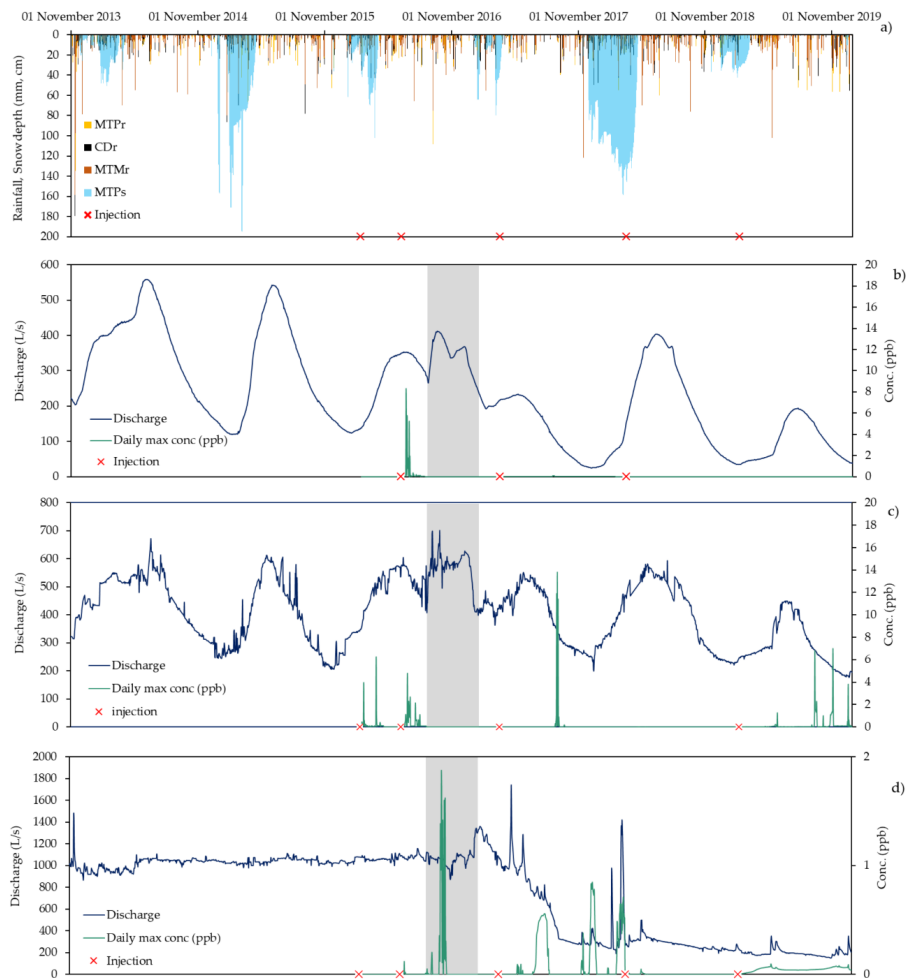 01 November 2013 01 November 2014 01 November 2015 01 November 2016 01 November 2017 01 November 2018 01 November 2019
a)
Rainfall, Snow depth (mm, cm)
0
20
40
60
80
100
120
140
160
180
200
MTPr
CDr
MTMr
MTPs
Injection
b)
Discharge (L/s)
600
500
400
300
200
100
0
Discharge
Daily max conc (ppb)
Injection
20
18
16
14
12
10
8
6
4
2
0
Conc. (ppb)
c)
Discharge (L/s)
800
700
600
500
400
300
200
100
0
Discharge
Daily max conc (ppb)
injection
20
18
16
14
12
10
8
6
4
2
0
Conc. (ppb)
d)
Discharge (L/s)
2000
1800
1600
1400
1200
1000
800
600
400
200
0
Discharge
Daily max conc (ppb)
Injection
2
1
0
Conc. (ppb)